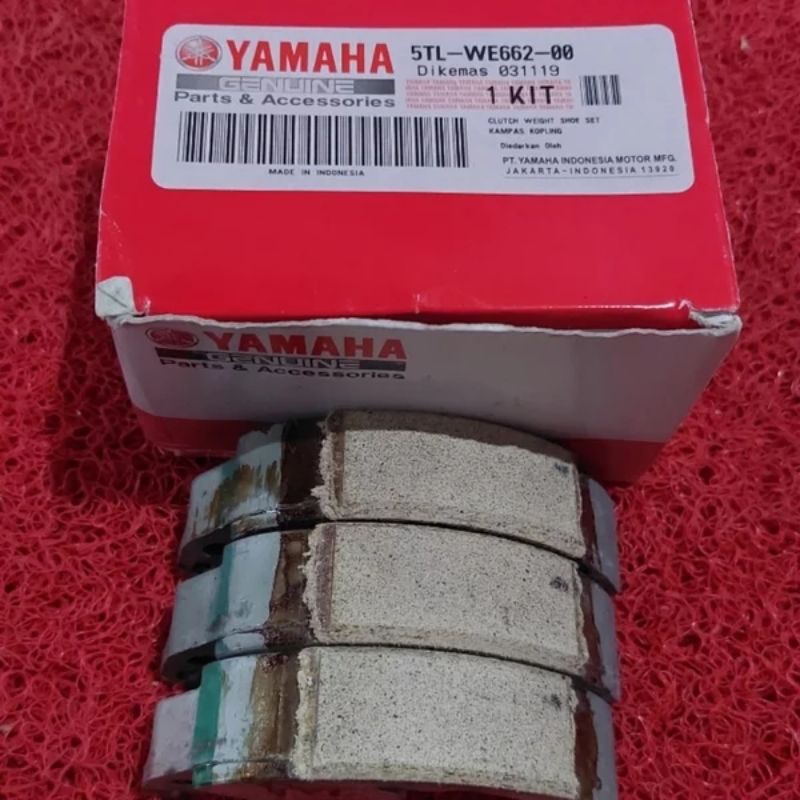 YAMAHA
GENUINE
Parts & Accessories
5TL-WE662-00
Dikemas 031119
1 KIT
CLUTCH WEIGHT SHOE SET
KAMPAS KOPLING
Diedarkan Oleh
PT. YAMAHA INDONESIA MOTOR MFG.
JAKARTA-INDONESIA 13920
MADE IN INDONESIA
YAMAHA
GENUINE
Parts & Accessories